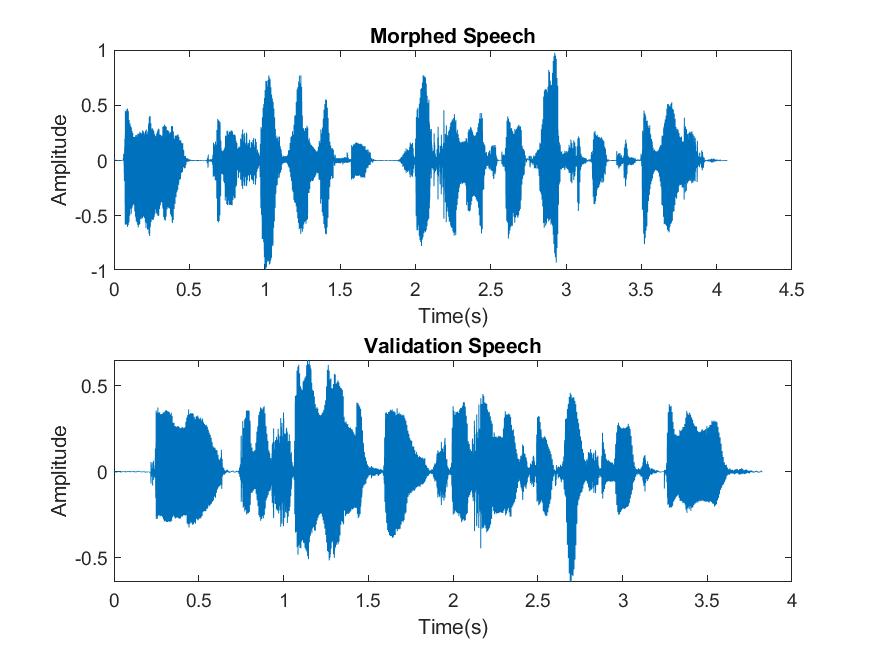 Morphed Speech
1
0.5
0
-0.5
-1
Amplitude
0 0.5 1 1.5 2 2.5 3 3.5 4 4.5
Time(s)
Validation Speech
0.5
0
-0.5
Amplitude
0 0.5 1 1.5 2 2.5 3 3.5 4
Time(s)